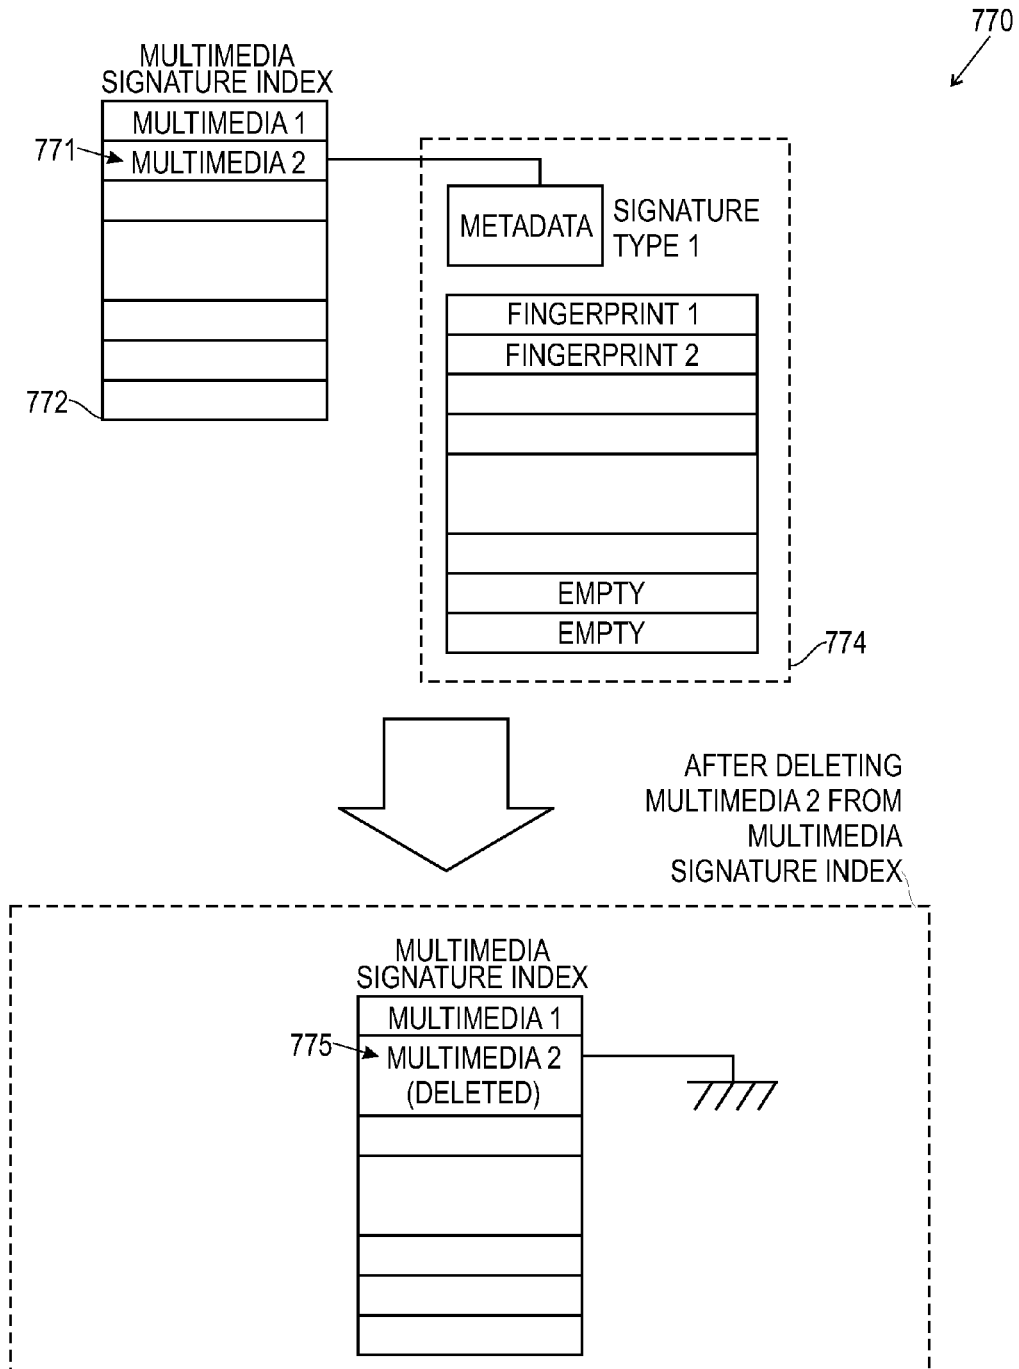 770
MULTIMEDIA
SIGNATURE INDEX
MULTIMEDIA 1
771
MULTIMEDIA 2
METADATA
SIGNATURE
TYPE 1
FINGERPRINT 1
FINGERPRINT 2
772
EMPTY
EMPTY
774
AFTER DELETING
MULTIMEDIA 2 FROM
MULTIMEDIA
SIGNATURE INDEX
MULTIMEDIA
SIGNATURE INDEX
MULTIMEDIA 1
775
MULTIMEDIA 2
(DELETED)